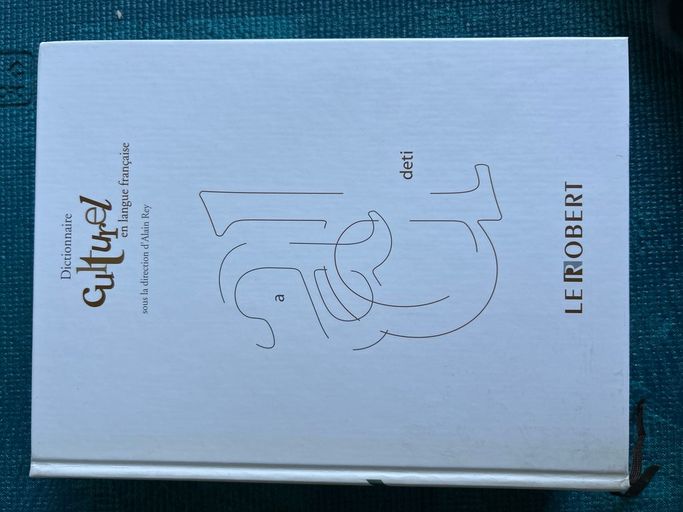 Dictionnaire
culturel
en langue française
sous la direction d'Alain Rey
a
deti
LE ROBERT